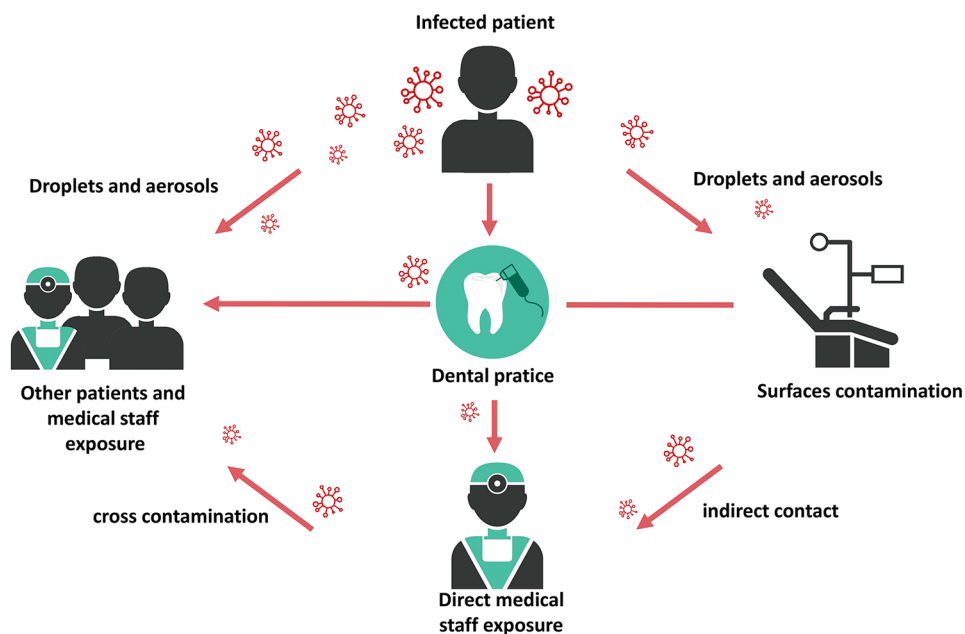 Infected patient
Droplets and aerosols
Droplets and aerosols
Dental pratice
Other patients and
medical staff
exposure
Surfaces contamination
cross contamination
indirect contact
Direct medical
staff exposure